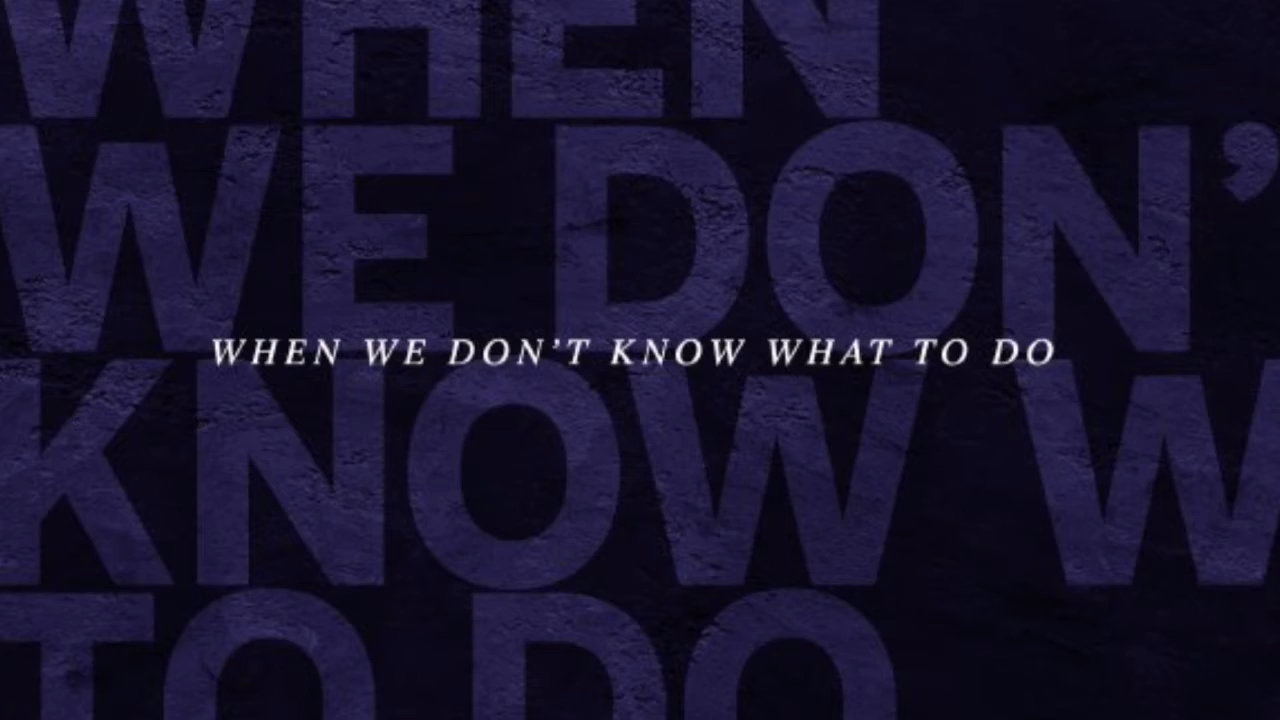 WHEN
WE DON'
WHEN WE DON'T KNOW WHAT TO DO
KNOW W
TO DO